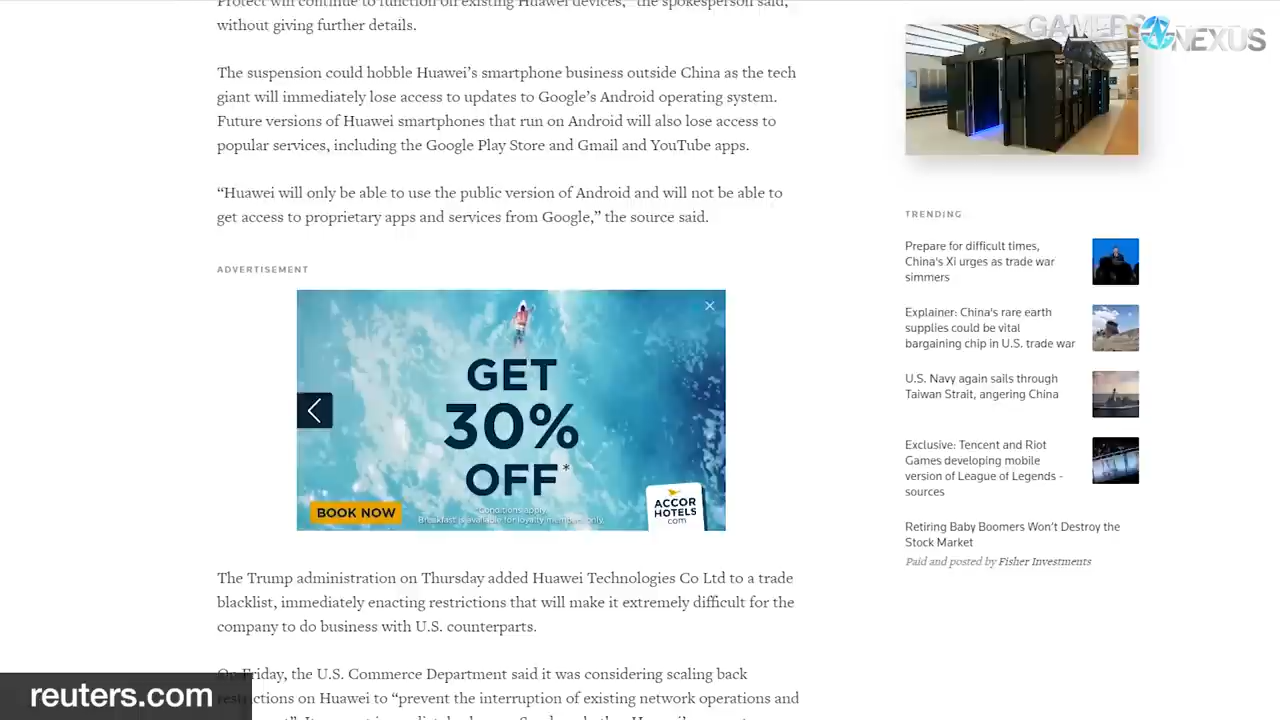 Protect will continue to function on existing Huawei devices,” the spokesperson said,
without giving further details.
The suspension could hobble Huawei’s smartphone business outside China as the tech
giant will immediately lose access to updates to Google’s Android operating system.
Future versions of Huawei smartphones that run on Android will also lose access to
popular services, including the Google Play Store and Gmail and YouTube apps.
“Huawei will only be able to use the public version of Android and will not be able to
get access to proprietary apps and services from Google,” the source said.
ADVERTISEMENT
GET
30%
OFF*
BOOK NOW
Conditions apply.
Breakfast is available for loyalty members only.
ACCOR
HOTELS
.com
The Trump administration on Thursday added Huawei Technologies Co Ltd to a trade
blacklist, immediately enacting restrictions that will make it extremely difficult for the
company to do business with U.S. counterparts.
On Friday, the U.S. Commerce Department said it was considering scaling back
restrictions on Huawei to “prevent the interruption of existing network operations and
reuters.com
GAMERS NEXUS
TRENDING
Prepare for difficult times,
China's Xi urges as trade war
simmers
Explainer: China's rare earth
supplies could be vital
bargaining chip in U.S. trade war
U.S. Navy again sails through
Taiwan Strait, angering China
Exclusive: Tencent and Riot
Games developing mobile
version of League of Legends -
sources
Retiring Baby Boomers Won’t Destroy the
Stock Market
Paid and posted by Fisher Investments